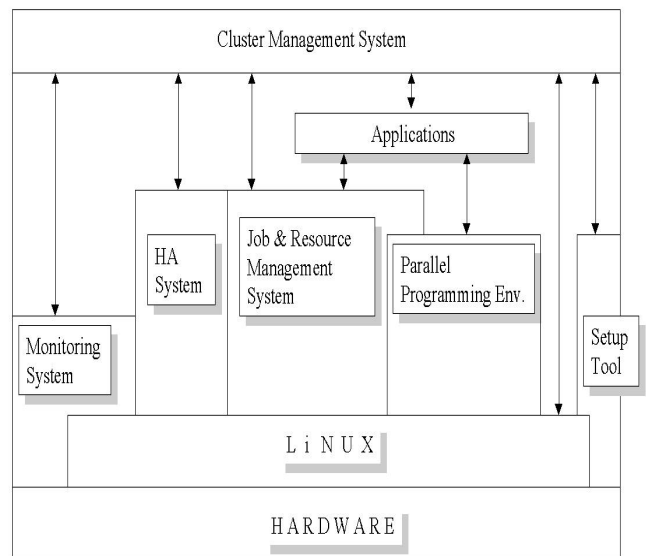 Cluster Management System
Applications
HA
System
Job & Resource
Management
System
Parallel
Programming Env.
Monitoring
System
Setup
Tool
LiNUX
HARDWARE